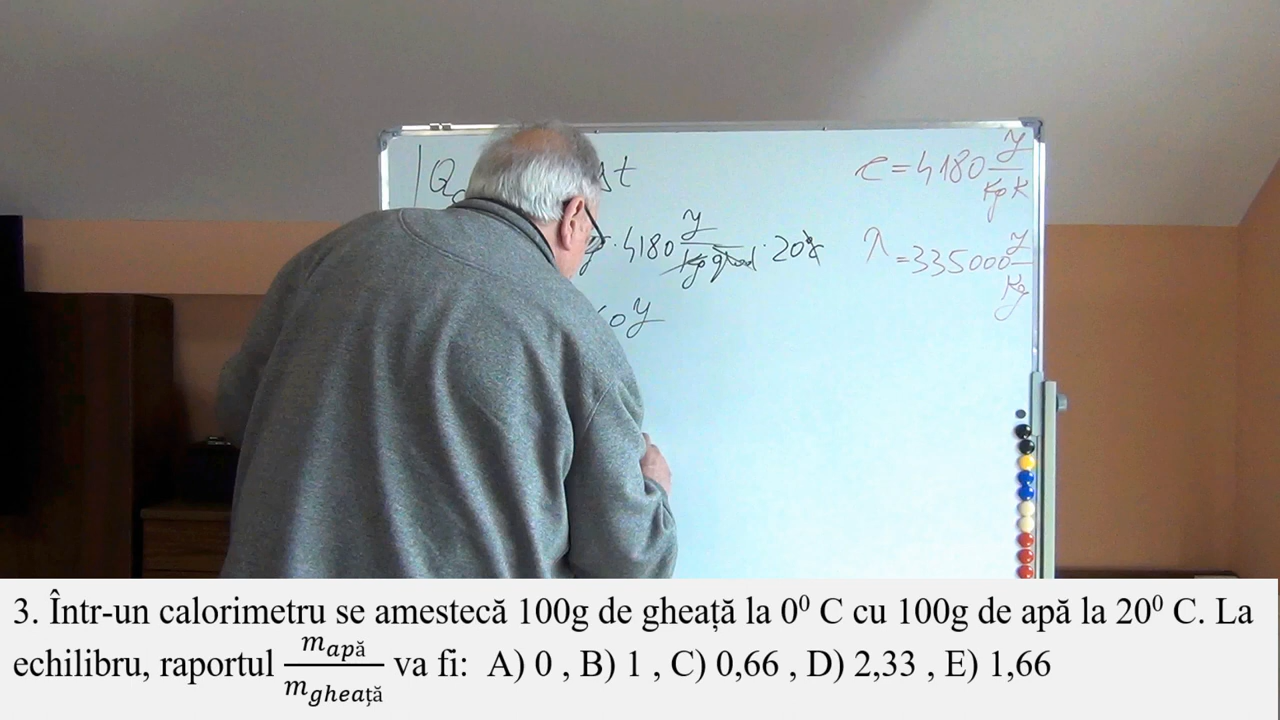 |Q Δt
· 4180 J/kg grad · 20
0 J
c = 4180 J/kg K
λ = 335000 J/kg
3. Într-un calorimetru se amestecă 100g de gheață la 0⁰ C cu 100g de apă la 20⁰ C. La
echilibru, raportul m_apă/m_gheață va fi: A) 0 , B) 1 , C) 0,66 , D) 2,33 , E) 1,66